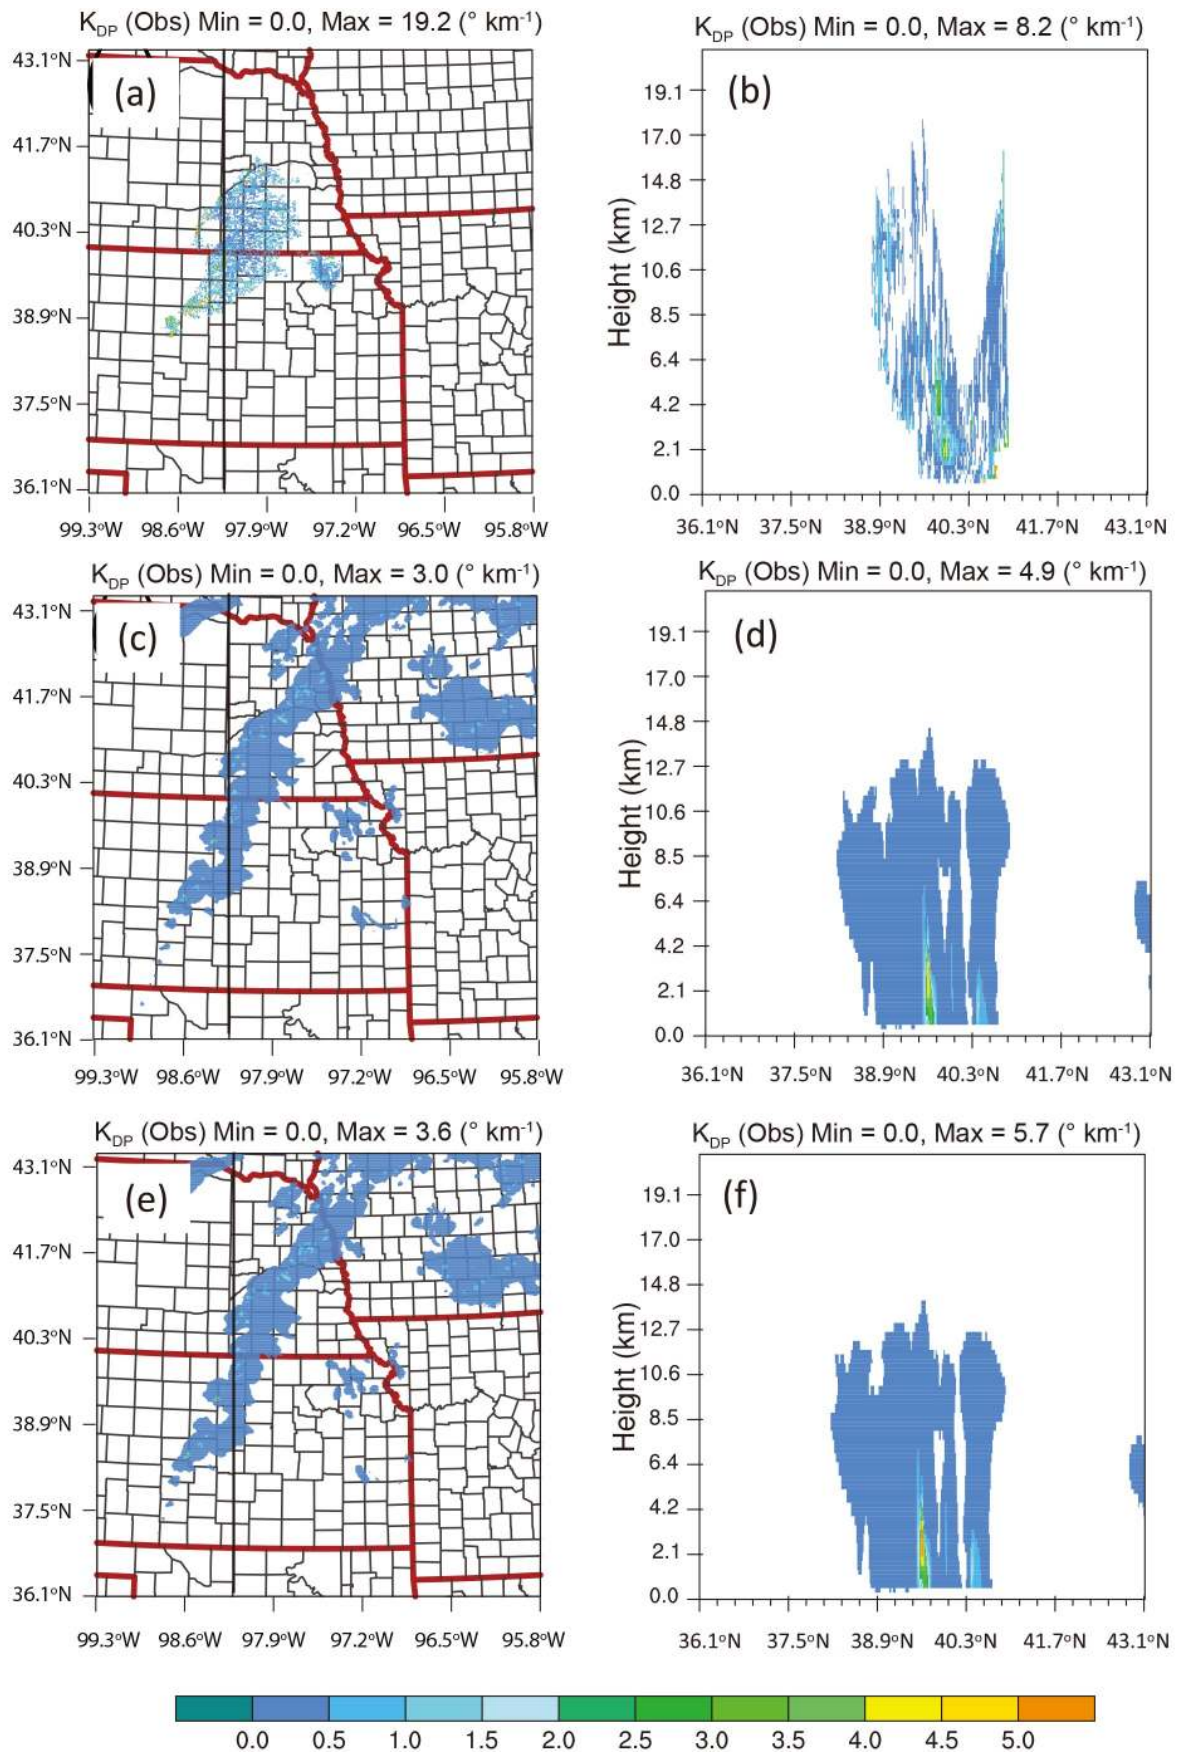 K_DP (Obs) Min = 0.0, Max = 19.2 (° km⁻¹)
(a)
43.1°N
41.7°N
40.3°N
38.9°N
37.5°N
36.1°N
99.3°W 98.6°W 97.9°W 97.2°W 96.5°W 95.8°W
K_DP (Obs) Min = 0.0, Max = 8.2 (° km⁻¹)
(b)
Height (km)
19.1
17.0
14.8
12.7
10.6
8.5
6.4
4.2
2.1
0.0
36.1°N 37.5°N 38.9°N 40.3°N 41.7°N 43.1°N
K_DP (Obs) Min = 0.0, Max = 3.0 (° km⁻¹)
(c)
43.1°N
41.7°N
40.3°N
38.9°N
37.5°N
36.1°N
99.3°W 98.6°W 97.9°W 97.2°W 96.5°W 95.8°W
K_DP (Obs) Min = 0.0, Max = 4.9 (° km⁻¹)
(d)
Height (km)
19.1
17.0
14.8
12.7
10.6
8.5
6.4
4.2
2.1
0.0
36.1°N 37.5°N 38.9°N 40.3°N 41.7°N 43.1°N
K_DP (Obs) Min = 0.0, Max = 3.6 (° km⁻¹)
(e)
43.1°N
41.7°N
40.3°N
38.9°N
37.5°N
36.1°N
99.3°W 98.6°W 97.9°W 97.2°W 96.5°W 95.8°W
K_DP (Obs) Min = 0.0, Max = 5.7 (° km⁻¹)
(f)
Height (km)
19.1
17.0
14.8
12.7
10.6
8.5
6.4
4.2
2.1
0.0
36.1°N 37.5°N 38.9°N 40.3°N 41.7°N 43.1°N
0.0 0.5 1.0 1.5 2.0 2.5 3.0 3.5 4.0 4.5 5.0